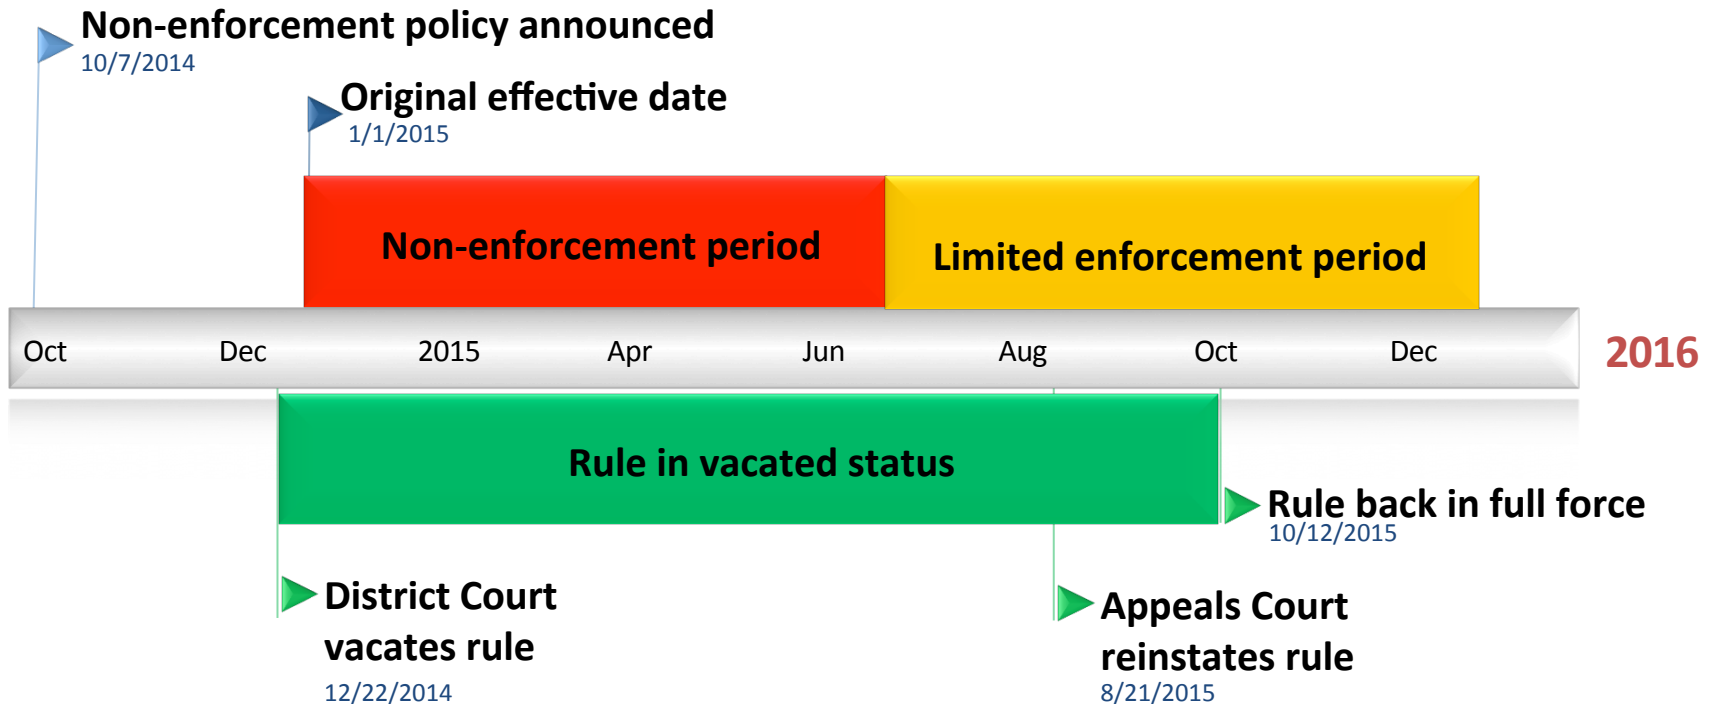 Non-enforcement policy announced
10/7/2014
Original effective date
1/1/2015
Non-enforcement period
Limited enforcement period
Oct Dec 2015 Apr Jun Aug Oct Dec 2016
Rule in vacated status
Rule back in full force
10/12/2015
District Court
vacates rule
12/22/2014
Appeals Court
reinstates rule
8/21/2015